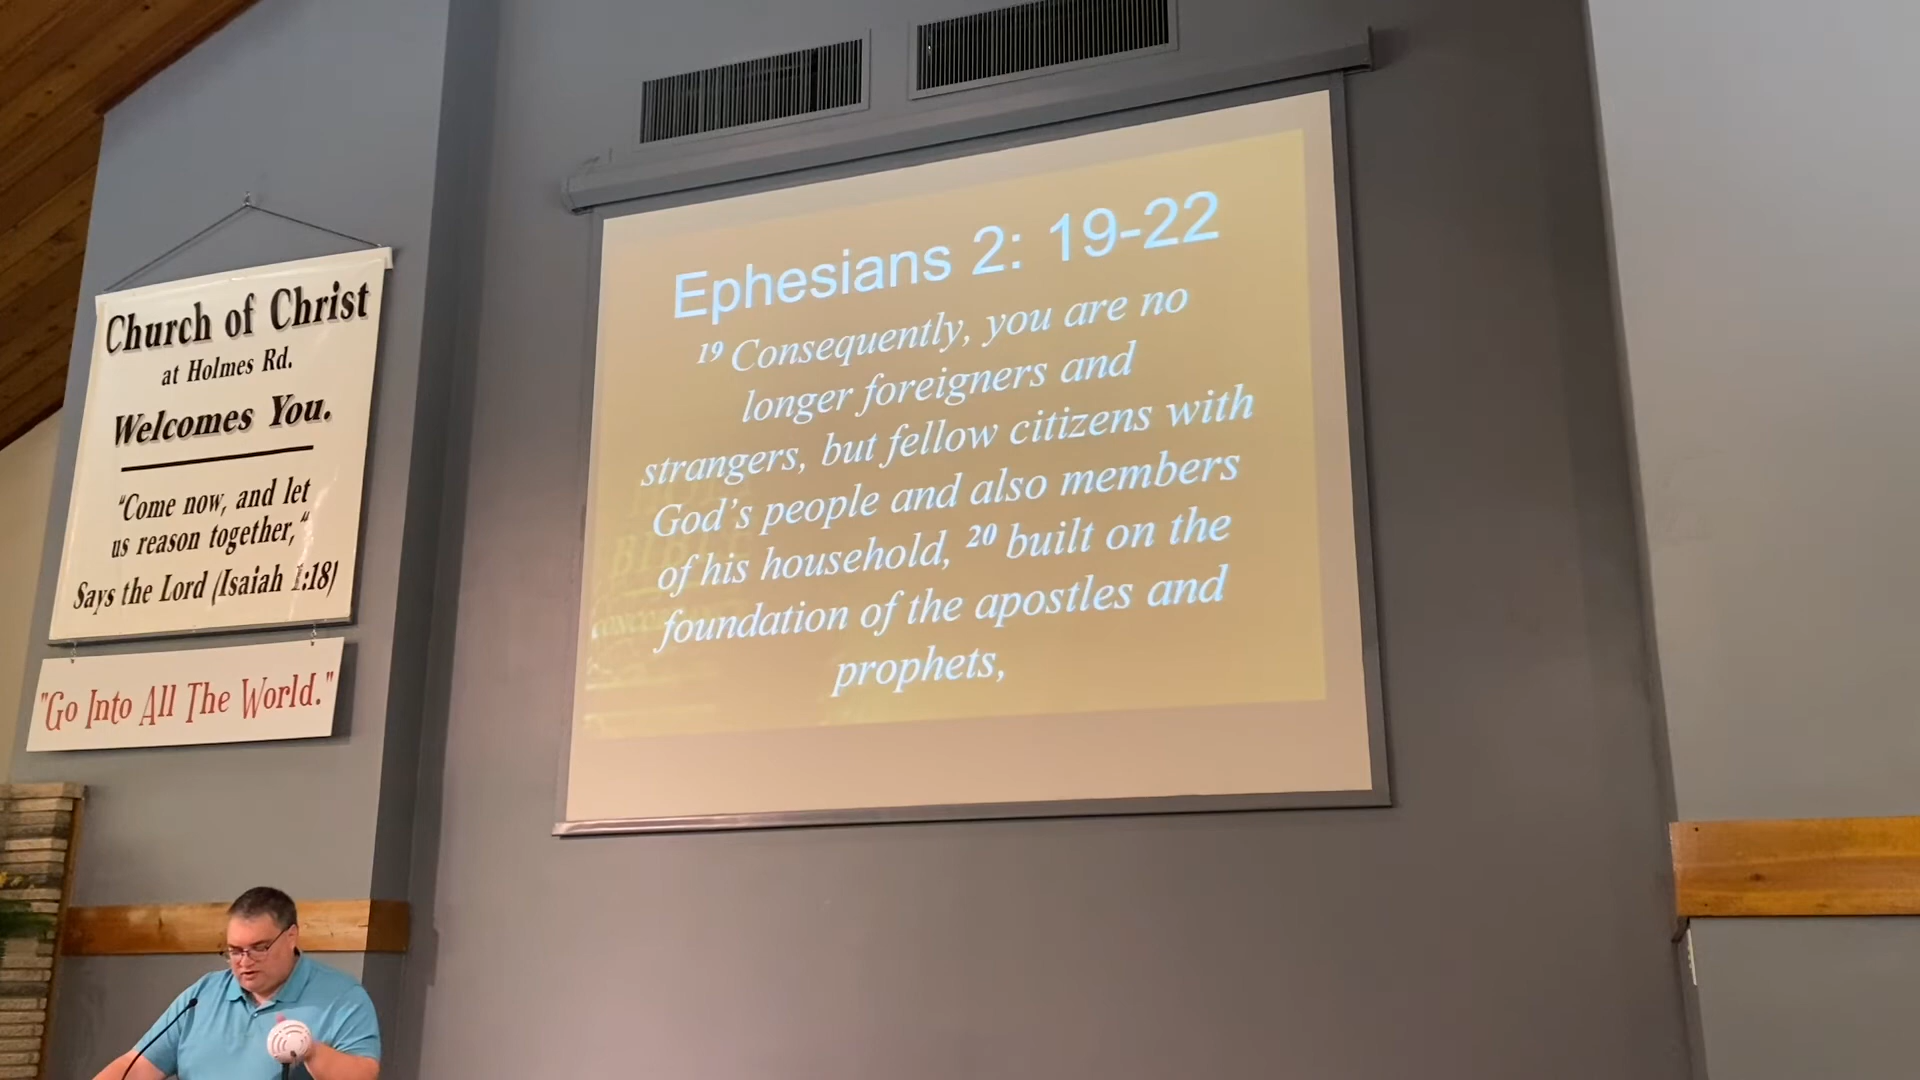 Church of Christ
at Holmes Rd.
Welcomes You.
“Come now, and let
us reason together,“
Says the Lord (Isaiah 1:18)
"Go Into All The World."
Ephesians 2: 19-22
19 Consequently, you are no
longer foreigners and
strangers, but fellow citizens with
God’s people and also members
of his household, 20 built on the
foundation of the apostles and
prophets,
BIBLE